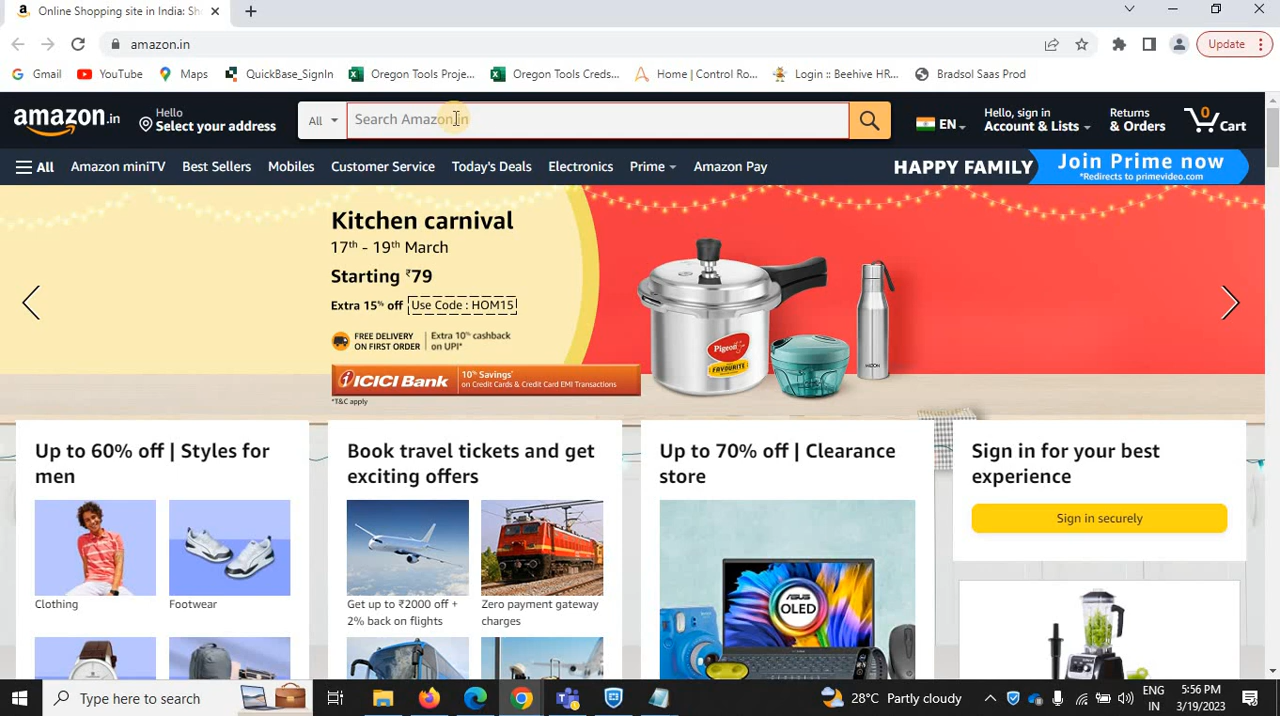 Online Shopping site in India: Sh
amazon.in
Update
Gmail
YouTube
Maps
QuickBase_SignIn
Oregon Tools Proje...
Oregon Tools Creds...
Home | Control Ro...
Login :: Beehive HR...
Bradsol Saas Prod
amazon.in
Hello
Select your address
All
Search Amazon.in
EN
Hello, sign in
Account & Lists
Returns
& Orders
0
Cart
All
Amazon miniTV
Best Sellers
Mobiles
Customer Service
Today's Deals
Electronics
Prime
Amazon Pay
HAPPY FAMILY
Join Prime now
*Redirects to primevideo.com
Kitchen carnival
17th - 19th March
Starting ₹79
Extra 15% off Use Code : HOM15
FREE DELIVERY
ON FIRST ORDER
Extra 10% cashback
on UPI*
ICICI Bank
10% Savings*
on Credit Cards & Credit Card EMI Transactions
*T&C apply
Pigeon
FAVOURITE
Up to 60% off | Styles for
men
Clothing
Footwear
Book travel tickets and get
exciting offers
Get up to ₹2000 off +
2% back on flights
Zero payment gateway
charges
Up to 70% off | Clearance
store
ASUS
OLED
Sign in for your best
experience
Sign in securely
Type here to search
28°C Partly cloudy
ENG
IN
5:56 PM
3/19/2023